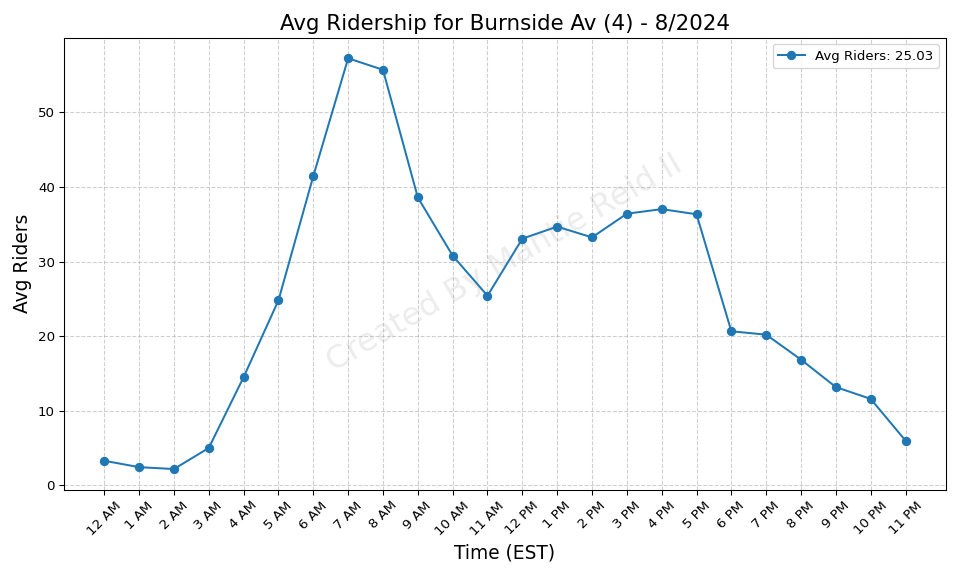 Avg Ridership for Burnside Av (4) - 8/2024
Avg Riders: 25.03
Avg Riders
50
40
30
20
10
0
Created By Mantie Reid II
12 AM
1 AM
2 AM
3 AM
4 AM
5 AM
6 AM
7 AM
8 AM
9 AM
10 AM
11 AM
12 PM
1 PM
2 PM
3 PM
4 PM
5 PM
6 PM
7 PM
8 PM
9 PM
10 PM
11 PM
Time (EST)